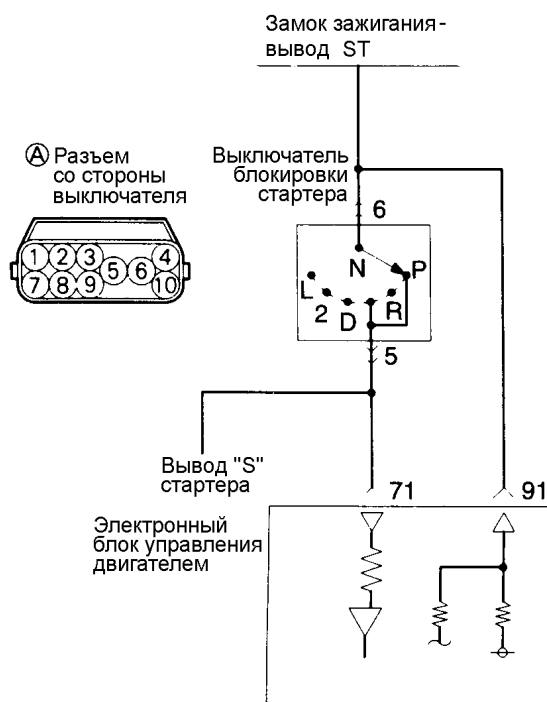 Замок зажигания-
вывод ST
Ⓐ Разъем
со стороны
выключателя
Выключатель
блокировки
стартера
6
1 2 3 5 6 4
7 8 9 10
N
P
L
2
D
R
5
Вывод "S"
стартера
71
91
Электронный
блок управления
двигателем